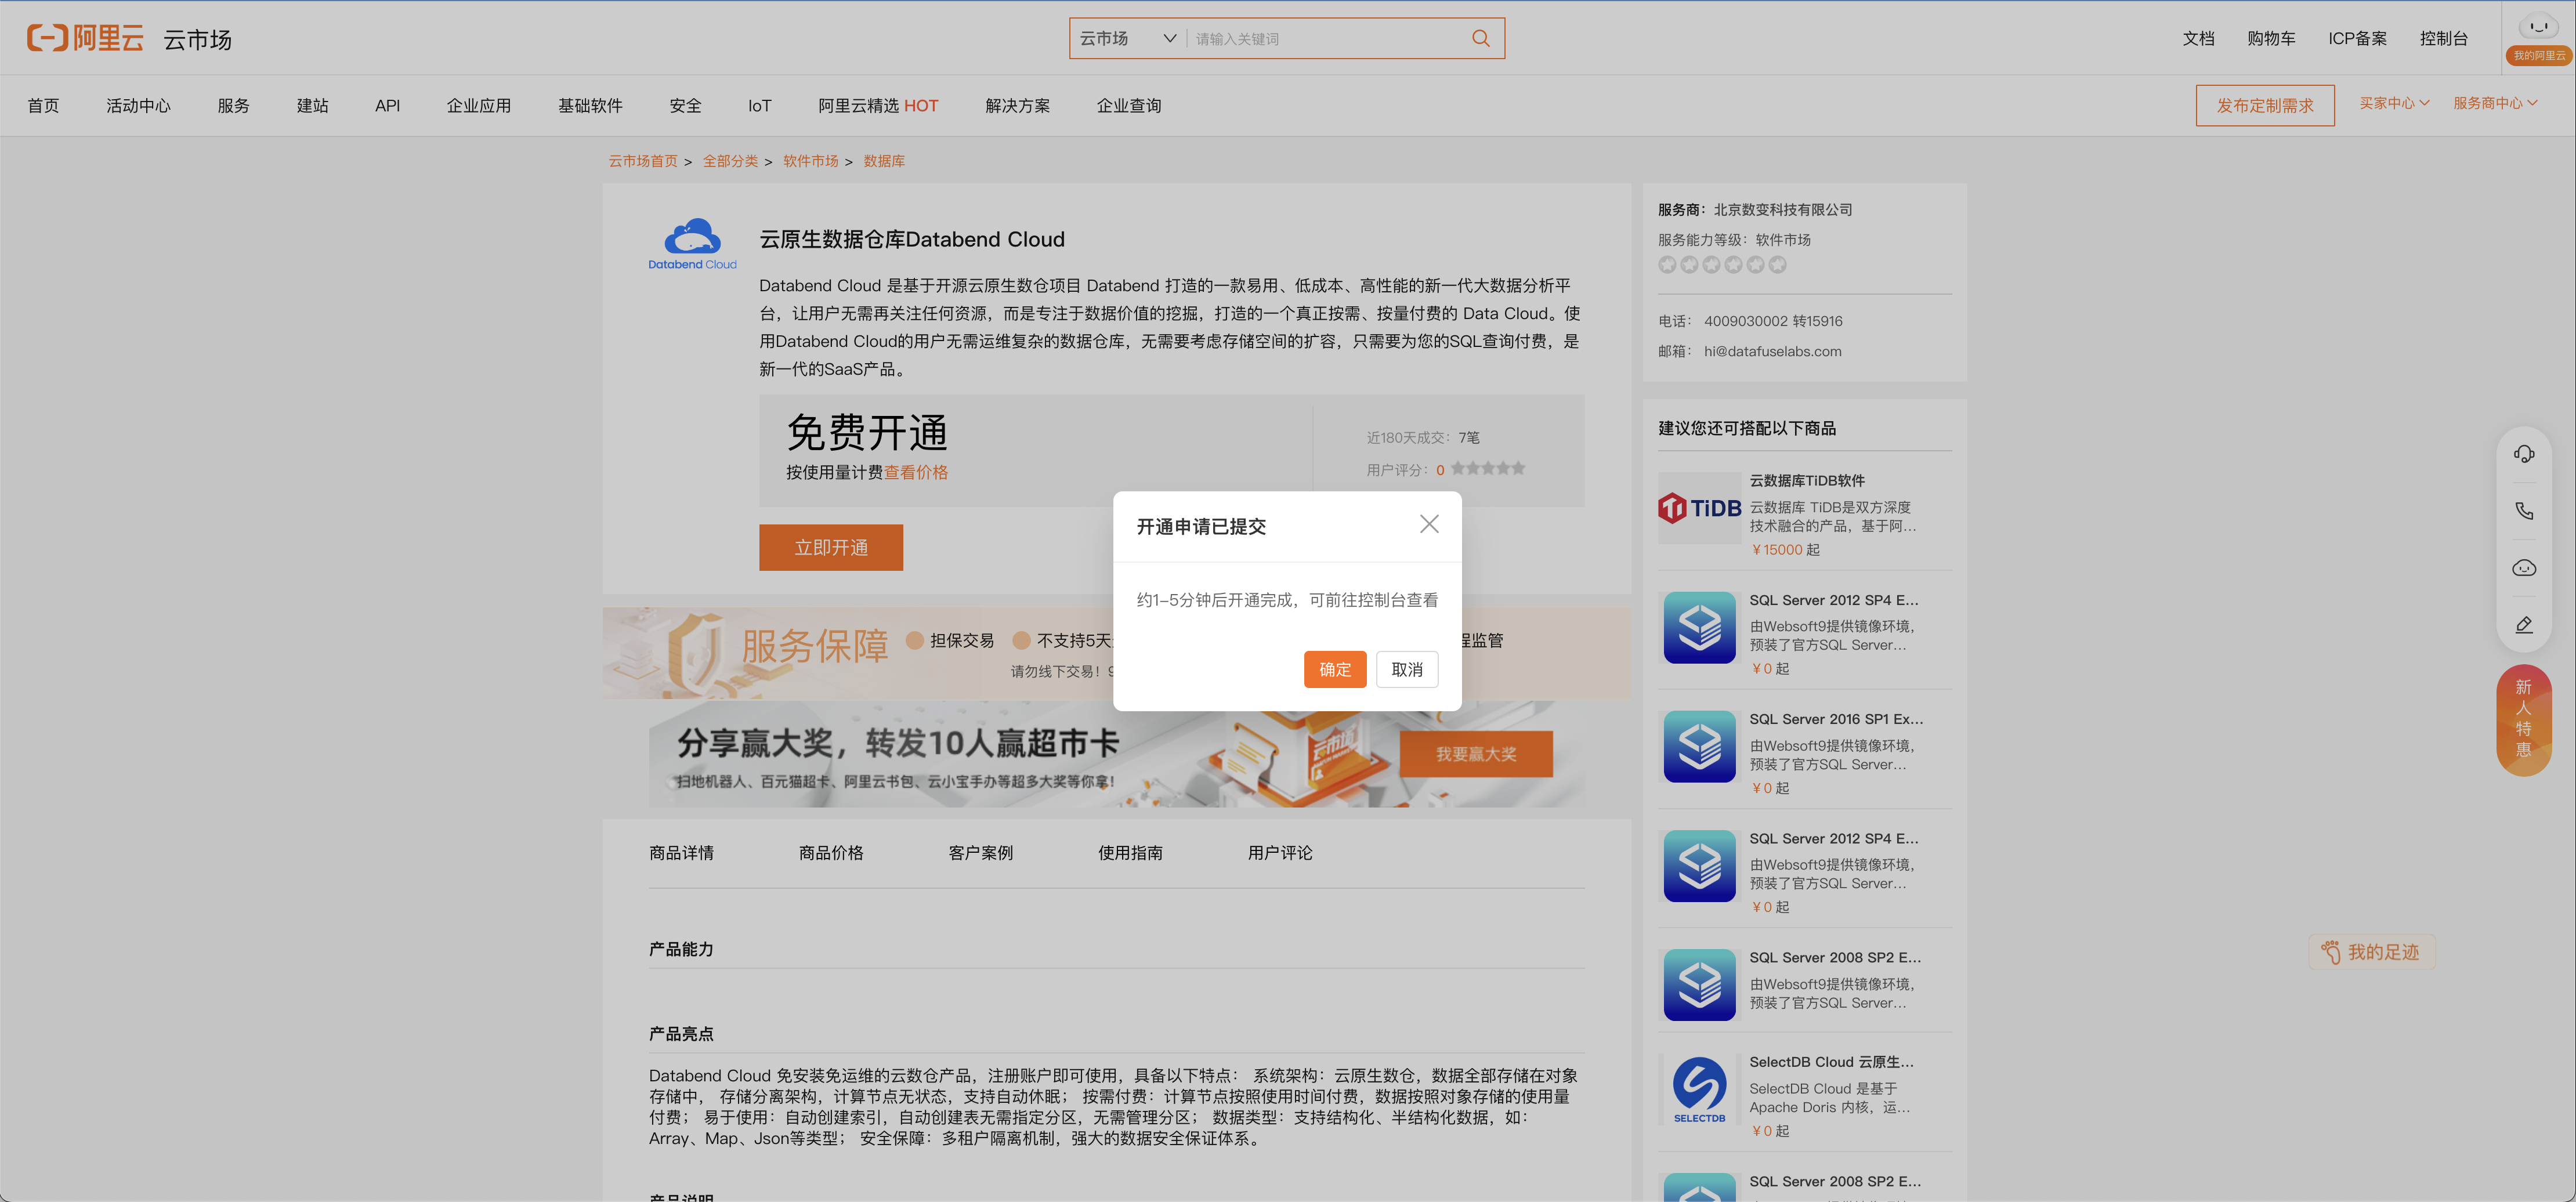 阿里云 云市场
云市场 请输入关键词
文档 购物车 ICP备案 控制台
我的阿里云
首页 活动中心 服务 建站 API 企业应用 基础软件 安全 IoT 阿里云精选 HOT 解决方案 企业查询
发布定制需求 买家中心 服务商中心
云市场首页 > 全部分类 > 软件市场 > 数据库
Databend Cloud
云原生数据仓库Databend Cloud
Databend Cloud 是基于开源云原生数仓项目 Databend 打造的一款易用、低成本、高性能的新一代大数据分析平
台，让用户无需再关注任何资源，而是专注于数据价值的挖掘，打造的一个真正按需、按量付费的 Data Cloud。使
用Databend Cloud的用户无需运维复杂的数据仓库，无需要考虑存储空间的扩容，只需要为您的SQL查询付费，是
新一代的SaaS产品。
免费开通
按使用量计费查看价格
近180天成交：7笔
用户评分：0
立即开通
开通申请已提交
约1-5分钟后开通完成，可前往控制台查看
确定 取消
服务保障 担保交易 不支持5天 程监管
请勿线下交易！
分享赢大奖，转发10人赢超市卡
扫地机器人、百元猫超卡、阿里云书包、云小宝手办等超多大奖等你拿！
云市场
我要赢大奖
商品详情 商品价格 客户案例 使用指南 用户评论
产品能力
产品亮点
Databend Cloud 免安装免运维的云数仓产品，注册账户即可使用，具备以下特点： 系统架构：云原生数仓，数据全部存储在对象
存储中， 存储分离架构，计算节点无状态，支持自动休眠； 按需付费：计算节点按照使用时间付费，数据按照对象存储的使用量
付费； 易于使用：自动创建索引，自动创建表无需指定分区，无需管理分区； 数据类型：支持结构化、半结构化数据，如：
Array、Map、Json等类型； 安全保障：多租户隔离机制，强大的数据安全保证体系。
产品说明
服务商：北京数变科技有限公司
服务能力等级：软件市场
电话： 4009030002 转15916
邮箱： hi@datafuselabs.com
建议您还可搭配以下商品
TiDB
云数据库TiDB软件
云数据库 TiDB是双方深度
技术融合的产品，基于阿...
￥15000 起
SQL Server 2012 SP4 E...
由Websoft9提供镜像环境，
预装了官方SQL Server...
￥0 起
SQL Server 2016 SP1 Ex...
由Websoft9提供镜像环境，
预装了官方SQL Server...
￥0 起
SQL Server 2012 SP4 E...
由Websoft9提供镜像环境，
预装了官方SQL Server...
￥0 起
SQL Server 2008 SP2 E...
由Websoft9提供镜像环境，
预装了官方SQL Server...
SELECTDB
SelectDB Cloud 云原生...
SelectDB Cloud 是基于
Apache Doris 内核，运...
￥0 起
SQL Server 2008 SP2 E...
新人特惠
我的足迹